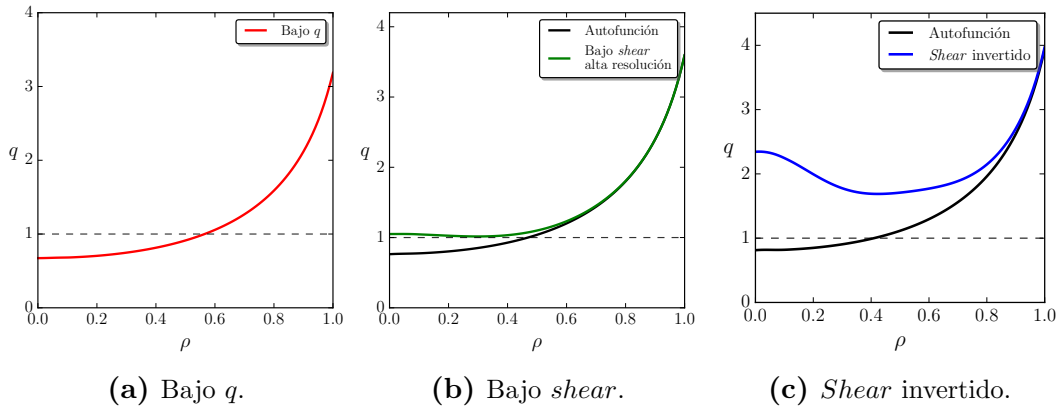 4
3
2
1
0
q
0.0 0.2 0.4 0.6 0.8 1.0
ρ
Bajo q
(a) Bajo q.
4
3
2
1
0
q
0.0 0.2 0.4 0.6 0.8 1.0
ρ
Autofunción
Bajo shear
alta resolución
(b) Bajo shear.
4
3
2
1
0
q
0.0 0.2 0.4 0.6 0.8 1.0
ρ
Autofunción
Shear invertido
(c) Shear invertido.